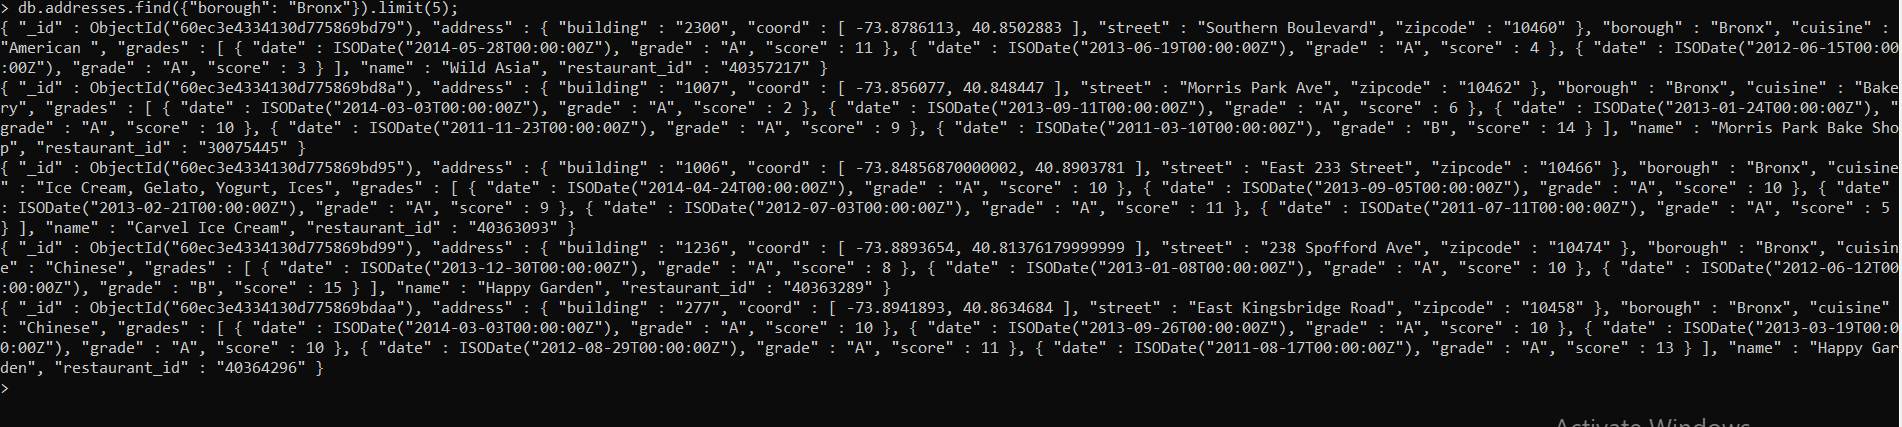 > db.addresses.find({"borough": "Bronx"}).limit(5);
{ "_id" : ObjectId("60ec3e4334130d775869bd79"), "address" : { "building" : "2300", "coord" : [ -73.8786113, 40.8502883 ], "street" : "Southern Boulevard", "zipcode" : "10460" }, "borough" : "Bronx", "cuisine" :
"American ", "grades" : [ { "date" : ISODate("2014-05-28T00:00:00Z"), "grade" : "A", "score" : 11 }, { "date" : ISODate("2013-06-19T00:00:00Z"), "grade" : "A", "score" : 4 }, { "date" : ISODate("2012-06-15T00:00
:00Z"), "grade" : "A", "score" : 3 } ], "name" : "Wild Asia", "restaurant_id" : "40357217" }
{ "_id" : ObjectId("60ec3e4334130d775869bd8a"), "address" : { "building" : "1007", "coord" : [ -73.856077, 40.848447 ], "street" : "Morris Park Ave", "zipcode" : "10462" }, "borough" : "Bronx", "cuisine" : "Bake
ry", "grades" : [ { "date" : ISODate("2014-03-03T00:00:00Z"), "grade" : "A", "score" : 2 }, { "date" : ISODate("2013-09-11T00:00:00Z"), "grade" : "A", "score" : 6 }, { "date" : ISODate("2013-01-24T00:00:00Z"), "
grade" : "A", "score" : 10 }, { "date" : ISODate("2011-11-23T00:00:00Z"), "grade" : "A", "score" : 9 }, { "date" : ISODate("2011-03-10T00:00:00Z"), "grade" : "B", "score" : 14 } ], "name" : "Morris Park Bake Sho
p", "restaurant_id" : "30075445" }
{ "_id" : ObjectId("60ec3e4334130d775869bd95"), "address" : { "building" : "1006", "coord" : [ -73.84856870000002, 40.8903781 ], "street" : "East 233 Street", "zipcode" : "10466" }, "borough" : "Bronx", "cuisine
" : "Ice Cream, Gelato, Yogurt, Ices", "grades" : [ { "date" : ISODate("2014-04-24T00:00:00Z"), "grade" : "A", "score" : 10 }, { "date" : ISODate("2013-09-05T00:00:00Z"), "grade" : "A", "score" : 10 }, { "date"
: ISODate("2013-02-21T00:00:00Z"), "grade" : "A", "score" : 9 }, { "date" : ISODate("2012-07-03T00:00:00Z"), "grade" : "A", "score" : 11 }, { "date" : ISODate("2011-07-11T00:00:00Z"), "grade" : "A", "score" : 5
} ], "name" : "Carvel Ice Cream", "restaurant_id" : "40363093" }
{ "_id" : ObjectId("60ec3e4334130d775869bd99"), "address" : { "building" : "1236", "coord" : [ -73.8893654, 40.81376179999999 ], "street" : "238 Spofford Ave", "zipcode" : "10474" }, "borough" : "Bronx", "cuisin
e" : "Chinese", "grades" : [ { "date" : ISODate("2013-12-30T00:00:00Z"), "grade" : "A", "score" : 8 }, { "date" : ISODate("2013-01-08T00:00:00Z"), "grade" : "A", "score" : 10 }, { "date" : ISODate("2012-06-12T00
:00:00Z"), "grade" : "B", "score" : 15 } ], "name" : "Happy Garden", "restaurant_id" : "40363289" }
{ "_id" : ObjectId("60ec3e4334130d775869bdaa"), "address" : { "building" : "277", "coord" : [ -73.8941893, 40.8634684 ], "street" : "East Kingsbridge Road", "zipcode" : "10458" }, "borough" : "Bronx", "cuisine"
: "Chinese", "grades" : [ { "date" : ISODate("2014-03-03T00:00:00Z"), "grade" : "A", "score" : 10 }, { "date" : ISODate("2013-09-26T00:00:00Z"), "grade" : "A", "score" : 10 }, { "date" : ISODate("2013-03-19T00:0
0:00Z"), "grade" : "A", "score" : 10 }, { "date" : ISODate("2012-08-29T00:00:00Z"), "grade" : "A", "score" : 11 }, { "date" : ISODate("2011-08-17T00:00:00Z"), "grade" : "A", "score" : 13 } ], "name" : "Happy Gar
den", "restaurant_id" : "40364296" }
>
Activate Windows